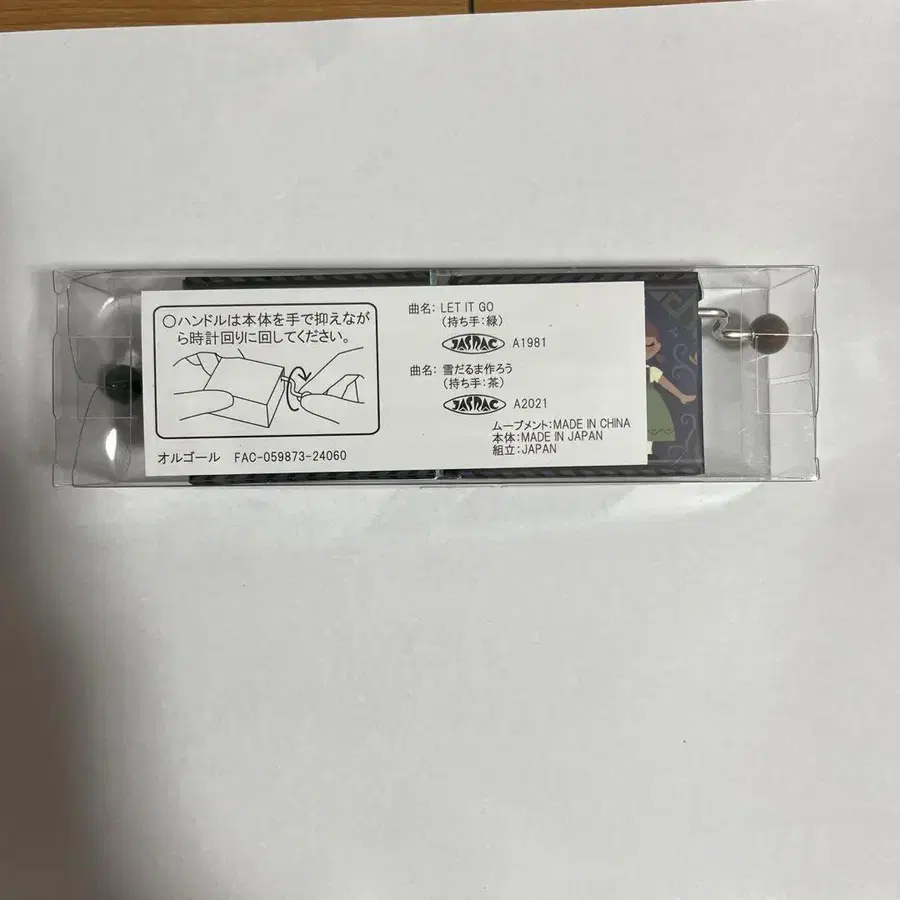 〇ハンドルは本体を手で抑えなが
ら時計回りに回してください。
オルゴール FAC-059873-24060
曲名: LET IT GO
(持ち手:緑)
JASRAC A1981
曲名: 雪だるま作ろう
(持ち手:茶)
JASRAC A2021
ムーブメント:MADE IN CHINA
本体:MADE IN JAPAN
組立:JAPAN